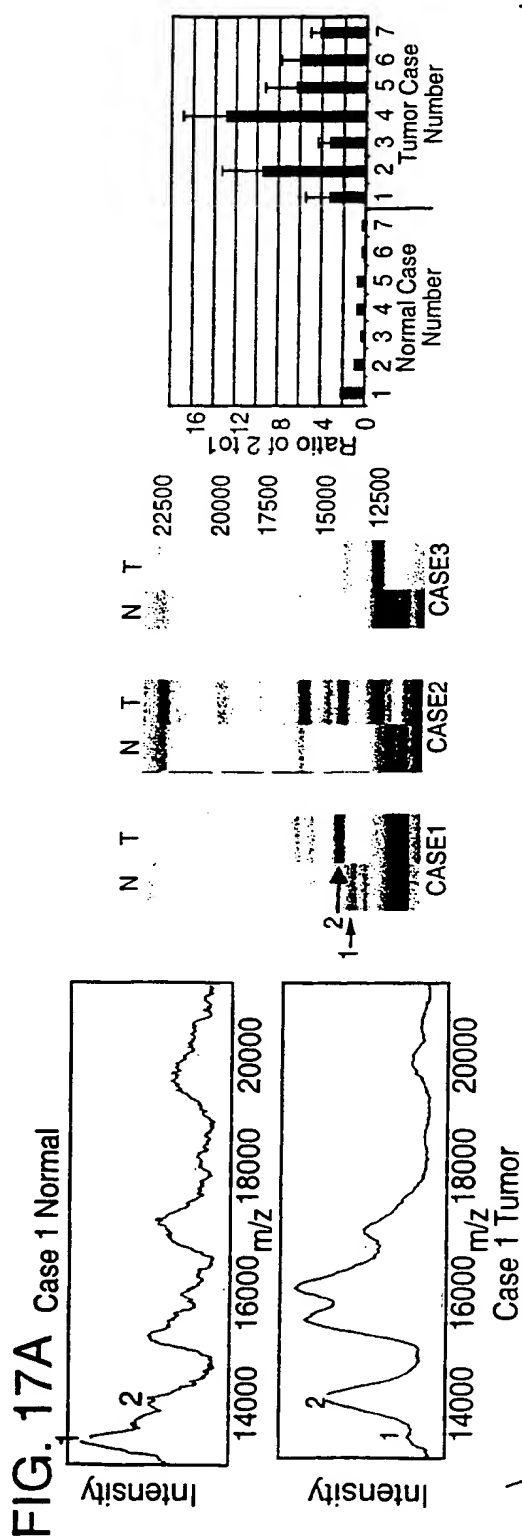 FIG. 17A
Case 1 Normal
Intensity
1
2
14000 16000 18000 20000
m/z
Intensity
1
2
14000 16000 18000 20000
m/z
Case 1 Tumor
N T
1
2
CASE1
N T
CASE2
N T
CASE3
22500
20000
17500
15000
12500
Ratio of 2 to1
16
12
8
4
0
1 2 3 4 5 6 7
Normal Case
Number
1 2 3 4 5 6 7
Tumor Case
Number